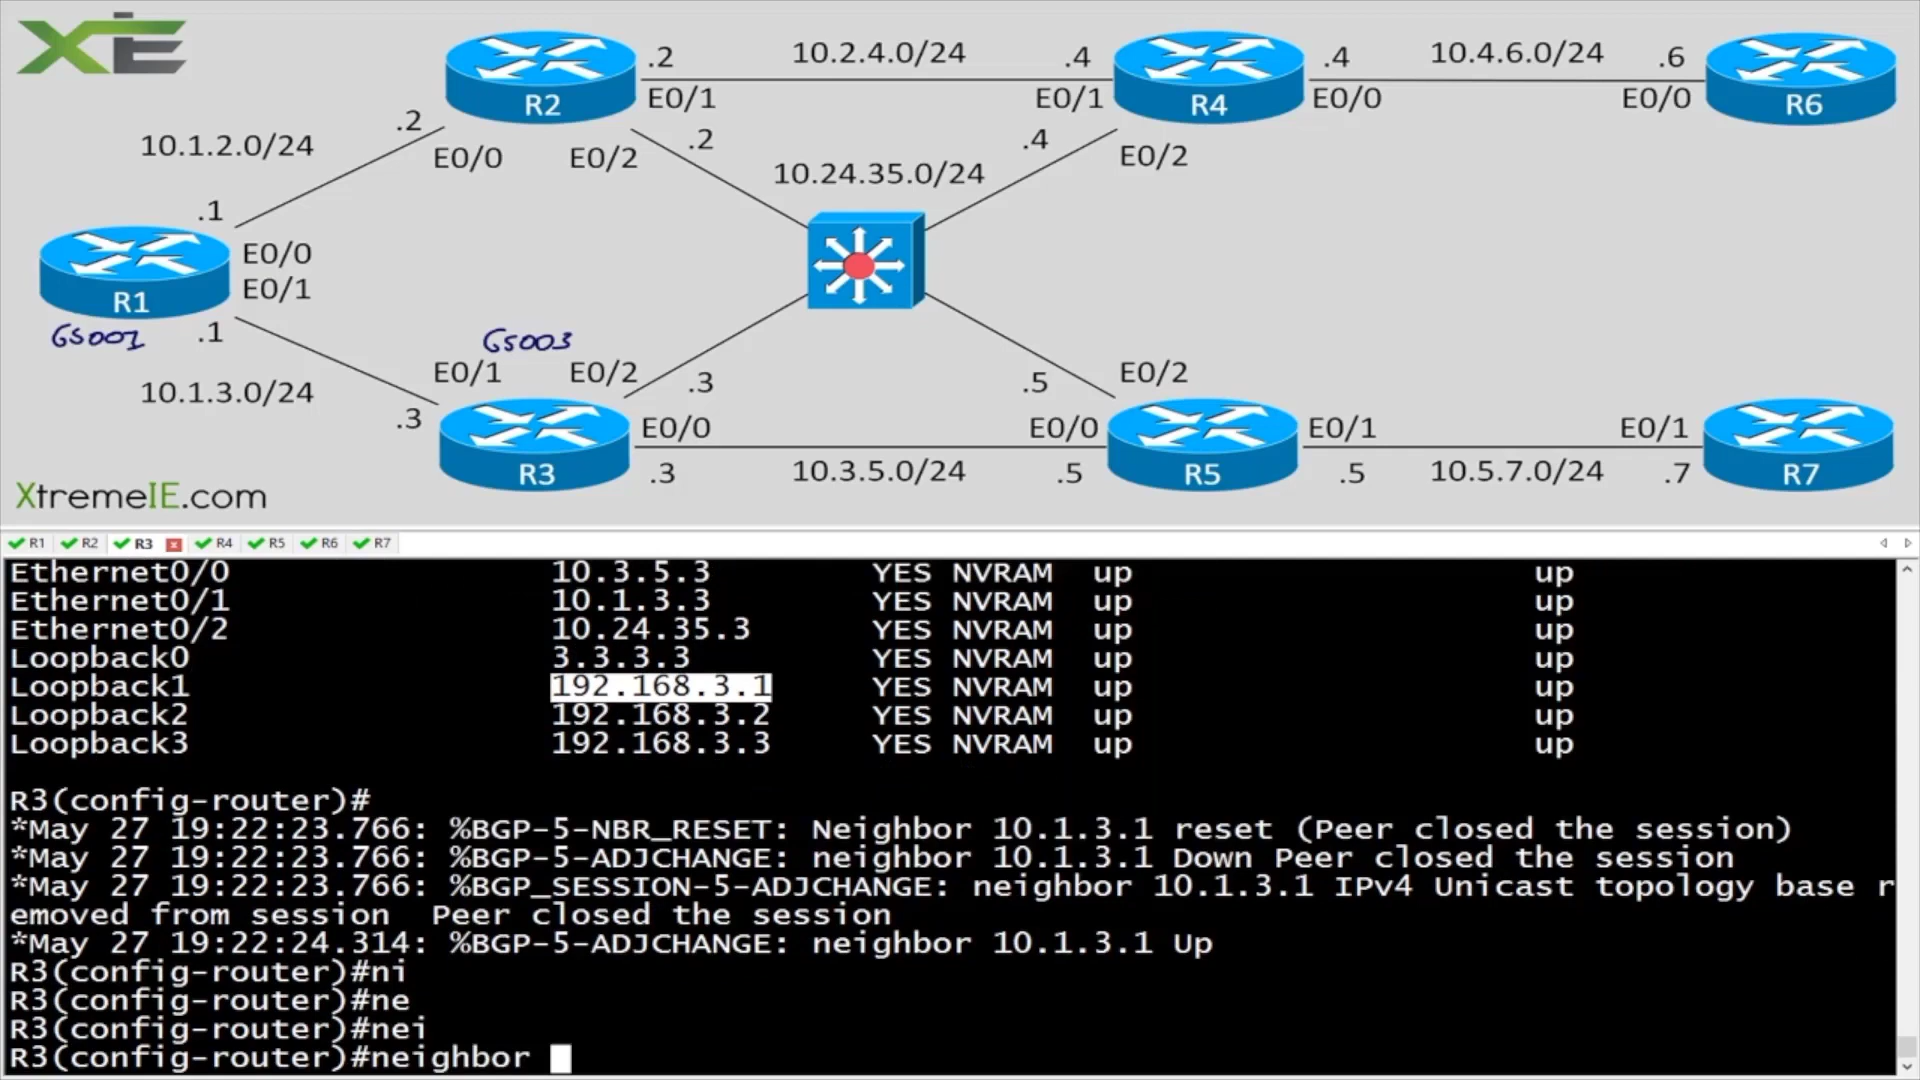 XIE
R2
.2
10.2.4.0/24
.4
R4
.4
10.4.6.0/24
.6
R6
E0/1
E0/1
E0/0
E0/0
.2
10.1.2.0/24
E0/0
E0/2
.2
.4
E0/2
10.24.35.0/24
.1
R1
E0/0
E0/1
65001
.1
65003
10.1.3.0/24
E0/1
E0/2
.3
.5
E0/2
.3
R3
E0/0
E0/0
R5
E0/1
E0/1
R7
.3
10.3.5.0/24
.5
.5
10.5.7.0/24
.7
XtremeIE.com
R1 R2 R3 R4 R5 R6 R7
Ethernet0/0 10.3.5.3 YES NVRAM up up
Ethernet0/1 10.1.3.3 YES NVRAM up up
Ethernet0/2 10.24.35.3 YES NVRAM up up
Loopback0 3.3.3.3 YES NVRAM up up
Loopback1 192.168.3.1 YES NVRAM up up
Loopback2 192.168.3.2 YES NVRAM up up
Loopback3 192.168.3.3 YES NVRAM up up
R3(config-router)#
*May 27 19:22:23.766: %BGP-5-NBR_RESET: Neighbor 10.1.3.1 reset (Peer closed the session)
*May 27 19:22:23.766: %BGP-5-ADJCHANGE: neighbor 10.1.3.1 Down Peer closed the session
*May 27 19:22:23.766: %BGP_SESSION-5-ADJCHANGE: neighbor 10.1.3.1 IPv4 Unicast topology base r
emoved from session  Peer closed the session
*May 27 19:22:24.314: %BGP-5-ADJCHANGE: neighbor 10.1.3.1 Up
R3(config-router)#ni
R3(config-router)#ne
R3(config-router)#nei
R3(config-router)#neighbor